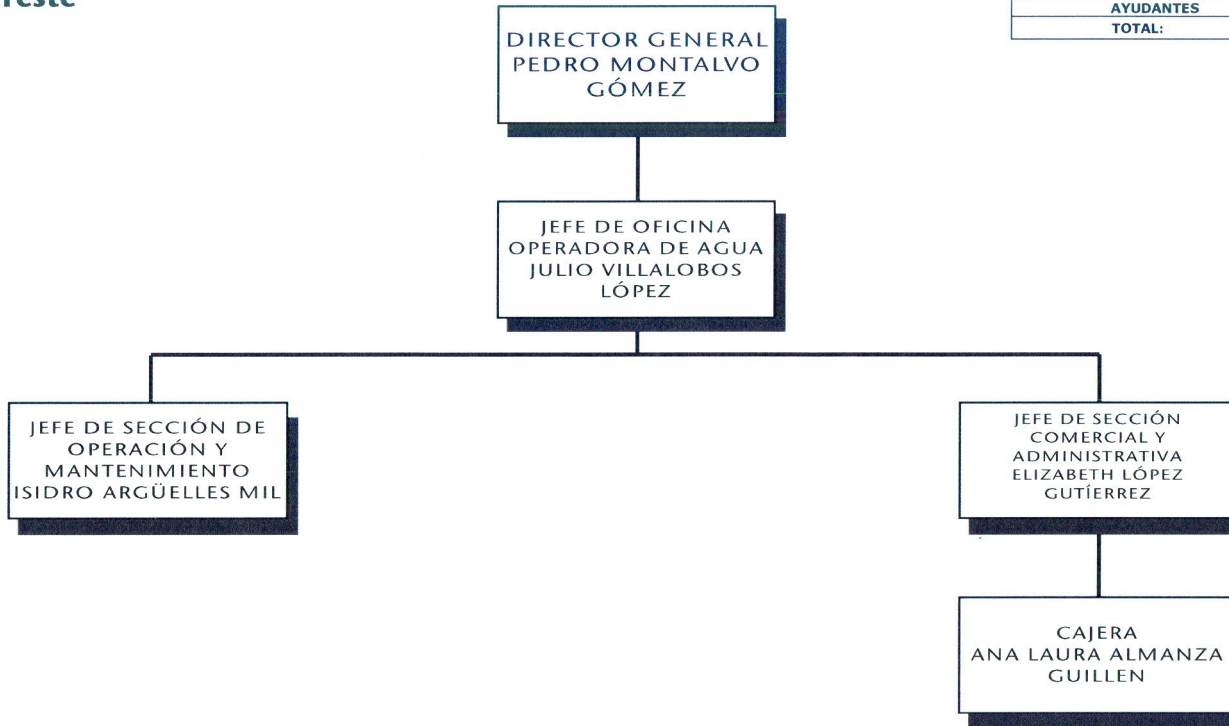 AYUDANTES
TOTAL:
DIRECTOR GENERAL
PEDRO MONTALVO
GÓMEZ
JEFE DE OFICINA
OPERADORA DE AGUA
JULIO VILLALOBOS
LÓPEZ
JEFE DE SECCIÓN DE
OPERACIÓN Y
MANTENIMIENTO
ISIDRO ARGÜELLES MIL
JEFE DE SECCIÓN
COMERCIAL Y
ADMINISTRATIVA
ELIZABETH LÓPEZ
GUTÍERREZ
CAJERA
ANA LAURA ALMANZA
GUILLEN